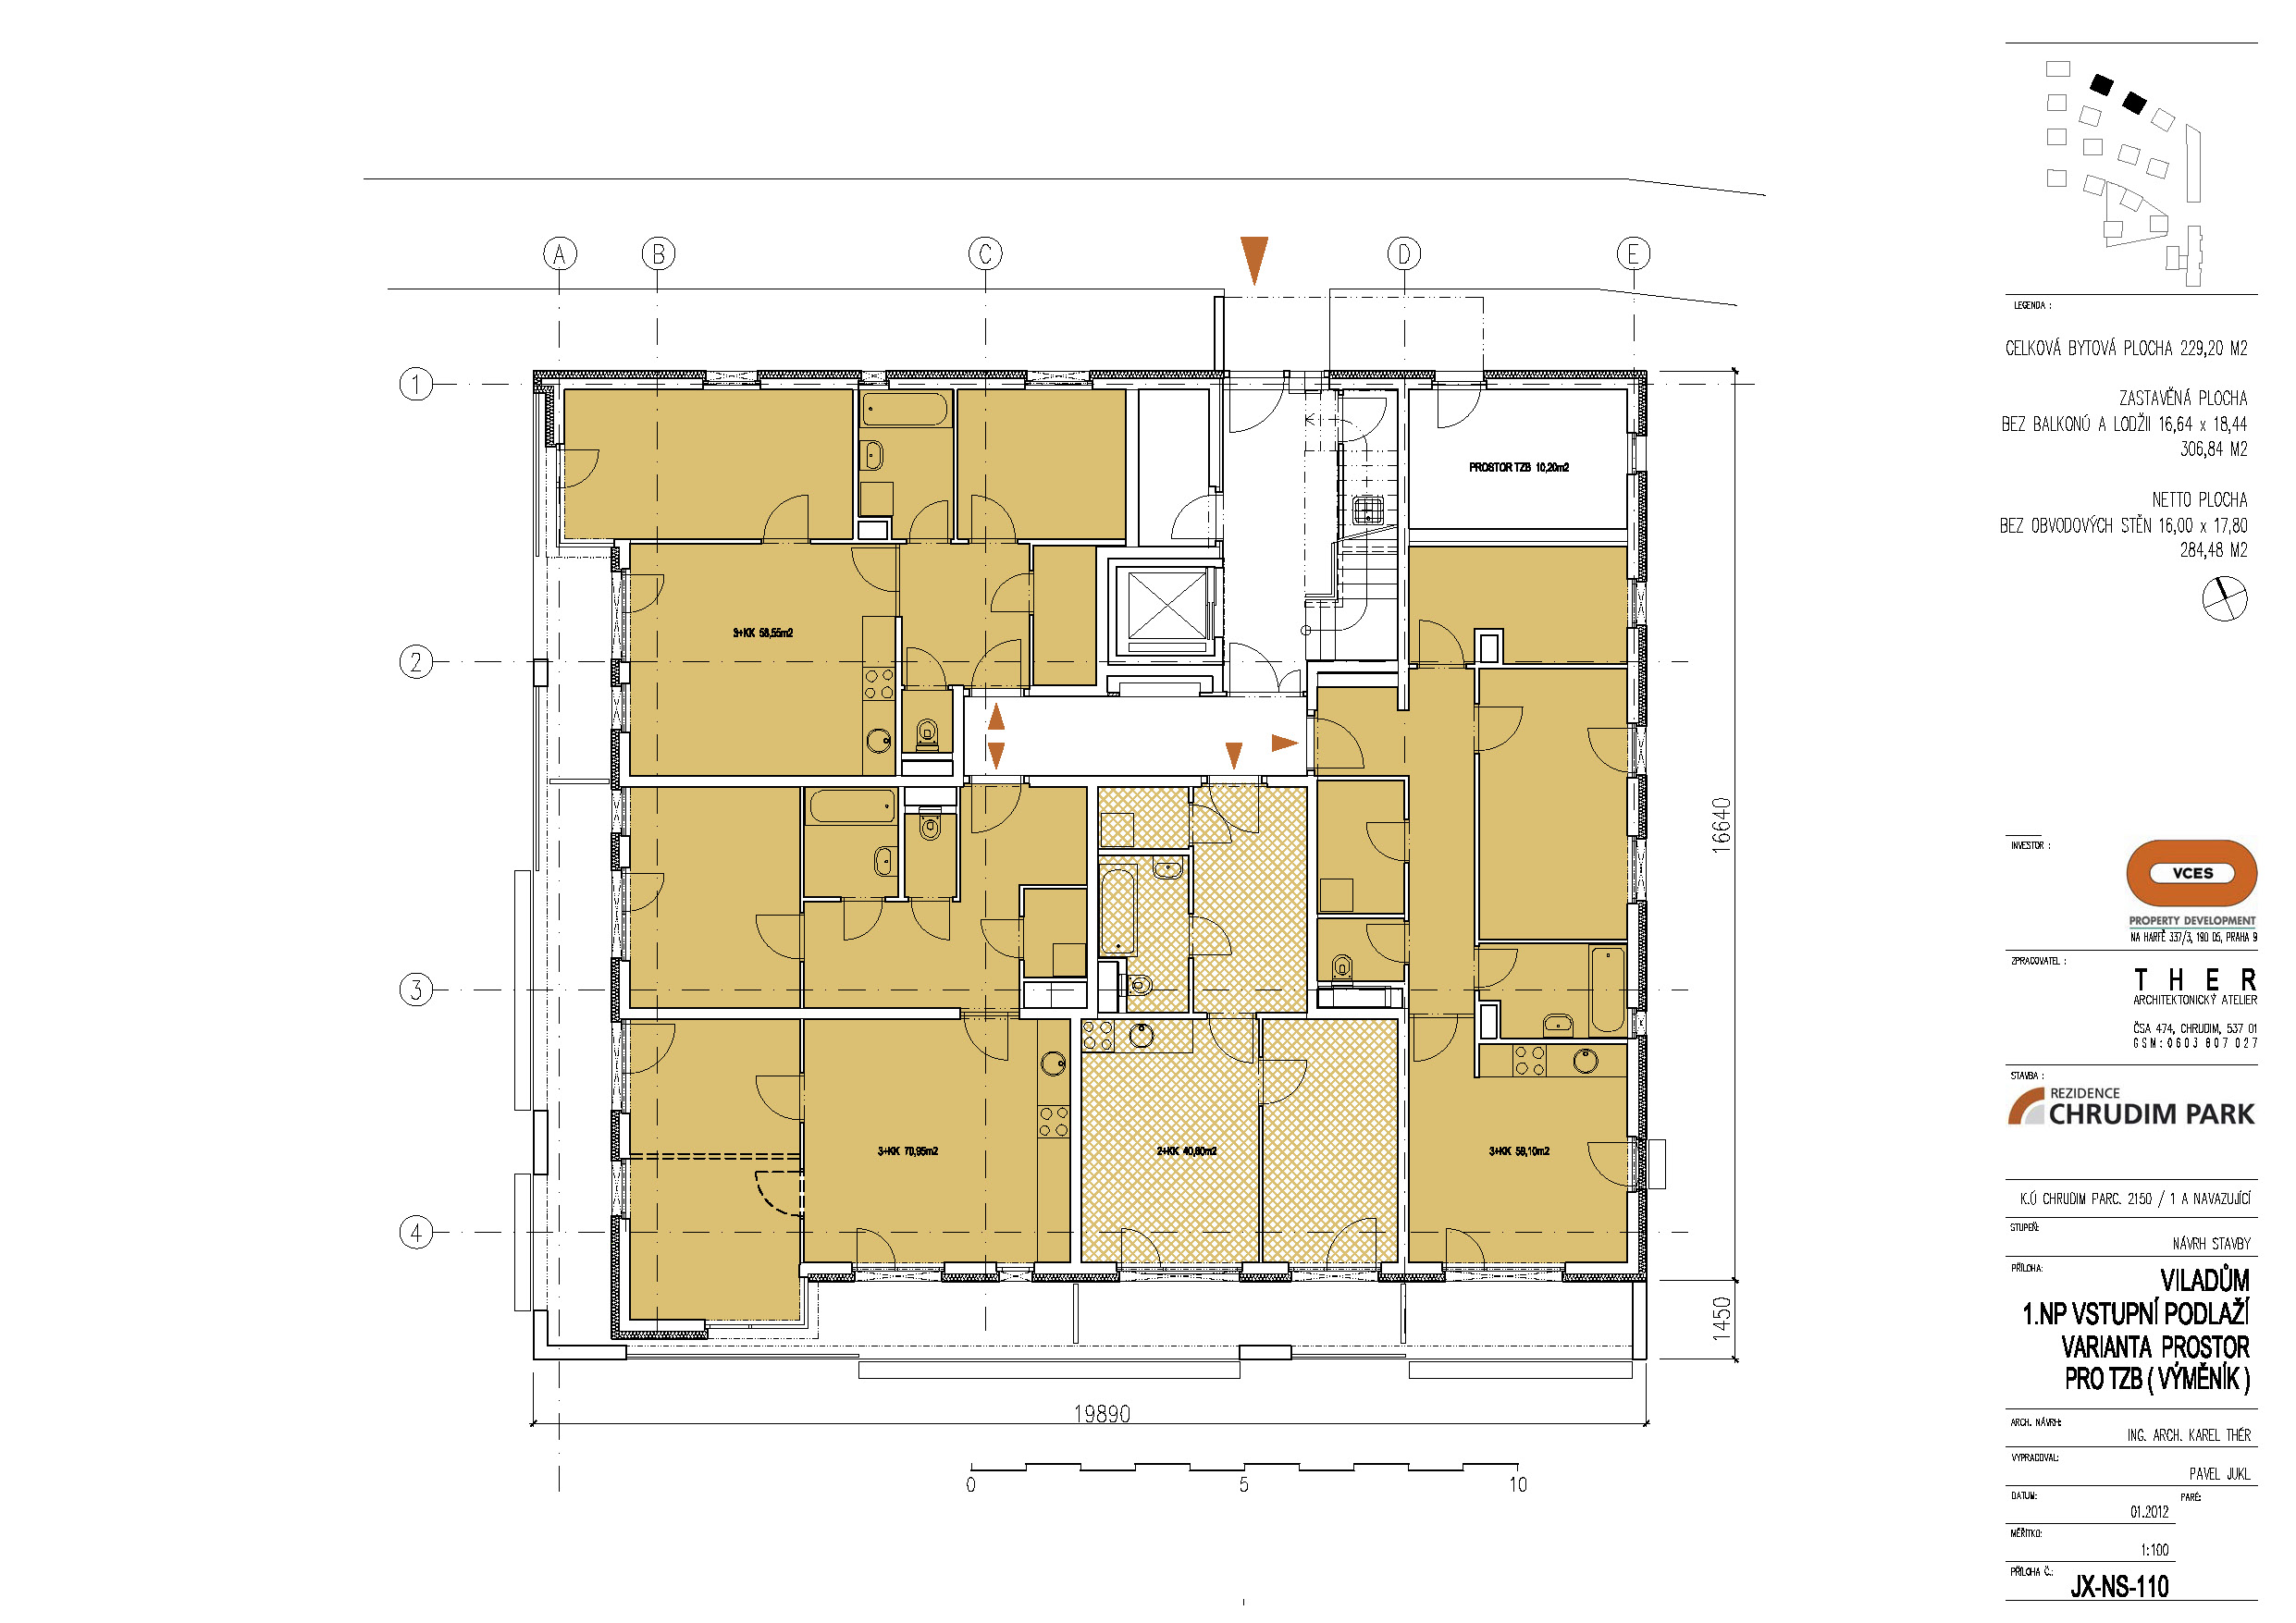 A
B
C
D
E
1
2
3
4
PROSTOR TZB 10,20m2
3+KK 58,55m2
3+KK 70,95m2
2+KK 40,60m2
3+KK 59,10m2
16640
1450
19890
0
5
10
LEGENDA :
CELKOVÁ BYTOVÁ PLOCHA 229,20 M2
ZASTAVĚNÁ PLOCHA
BEZ BALKONŮ A LODŽII 16,64 x 18,44
306,84 M2
NETTO PLOCHA
BEZ OBVODOVÝCH STĚN 16,00 x 17,80
284,48 M2
INVESTOR :
VCES
PROPERTY DEVELOPMENT
NA HARFĚ 337/3, 190 05, PRAHA 9
ZPRACOVATEL :
THER
ARCHITEKTONICKÝ ATELIER
ČSA 474, CHRUDIM, 537 01
GSM:0603 807 027
STAVBA :
REZIDENCE
CHRUDIM PARK
K.Ú CHRUDIM PARC. 2150 / 1 A NAVAZUJÍCÍ
STUPEŇ:
NÁVRH STAVBY
PŘÍLOHA:
VILADŮM
1.NP VSTUPNÍ PODLAŽÍ
VARIANTA PROSTOR
PRO TZB ( VÝMĚNÍK )
ARCH. NÁVRH:
ING. ARCH. KAREL THÉR
VYPRACOVAL:
PAVEL JUKL
DATUM:
PARÉ:
01.2012
MĚŘÍTKO:
1:100
PŘÍLOHA Č.:
JX-NS-110